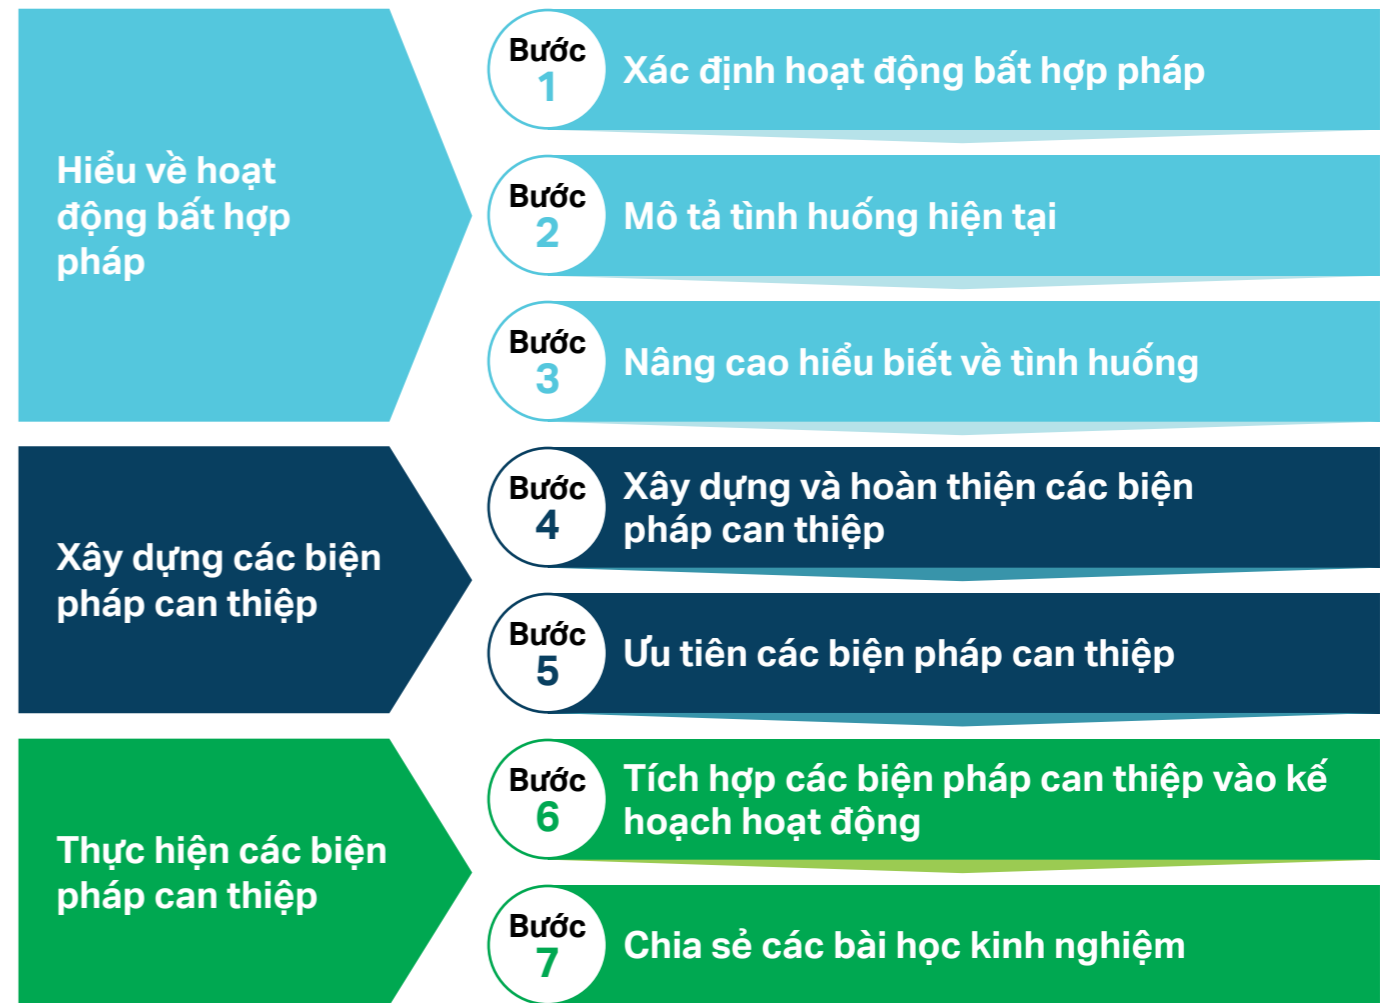 Hiểu về hoạt
động bất hợp
pháp
Bước
1
Xác định hoạt động bất hợp pháp
Bước
2
Mô tả tình huống hiện tại
Bước
3
Nâng cao hiểu biết về tình huống
Xây dựng các biện
pháp can thiệp
Bước
4
Xây dựng và hoàn thiện các biện
pháp can thiệp
Bước
5
Ưu tiên các biện pháp can thiệp
Thực hiện các biện
pháp can thiệp
Bước
6
Tích hợp các biện pháp can thiệp vào kế
hoạch hoạt động
Bước
7
Chia sẻ các bài học kinh nghiệm